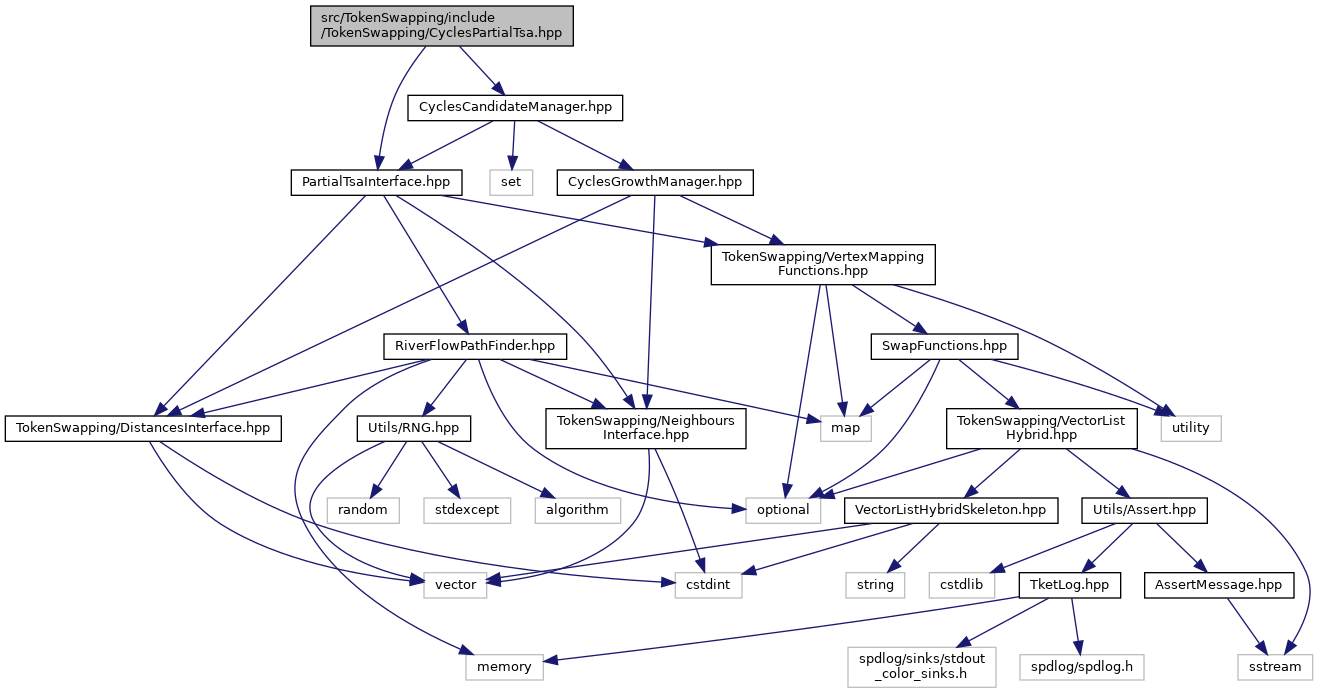 src/TokenSwapping/include
/TokenSwapping/CyclesPartialTsa.hpp
CyclesCandidateManager.hpp
PartialTsaInterface.hpp
set
CyclesGrowthManager.hpp
TokenSwapping/VertexMapping
Functions.hpp
RiverFlowPathFinder.hpp
SwapFunctions.hpp
TokenSwapping/DistancesInterface.hpp
Utils/RNG.hpp
TokenSwapping/Neighbours
Interface.hpp
map
TokenSwapping/VectorList
Hybrid.hpp
utility
random
stdexcept
algorithm
optional
VectorListHybridSkeleton.hpp
Utils/Assert.hpp
vector
cstdint
string
cstdlib
TketLog.hpp
AssertMessage.hpp
memory
spdlog/sinks/stdout
_color_sinks.h
spdlog/spdlog.h
sstream